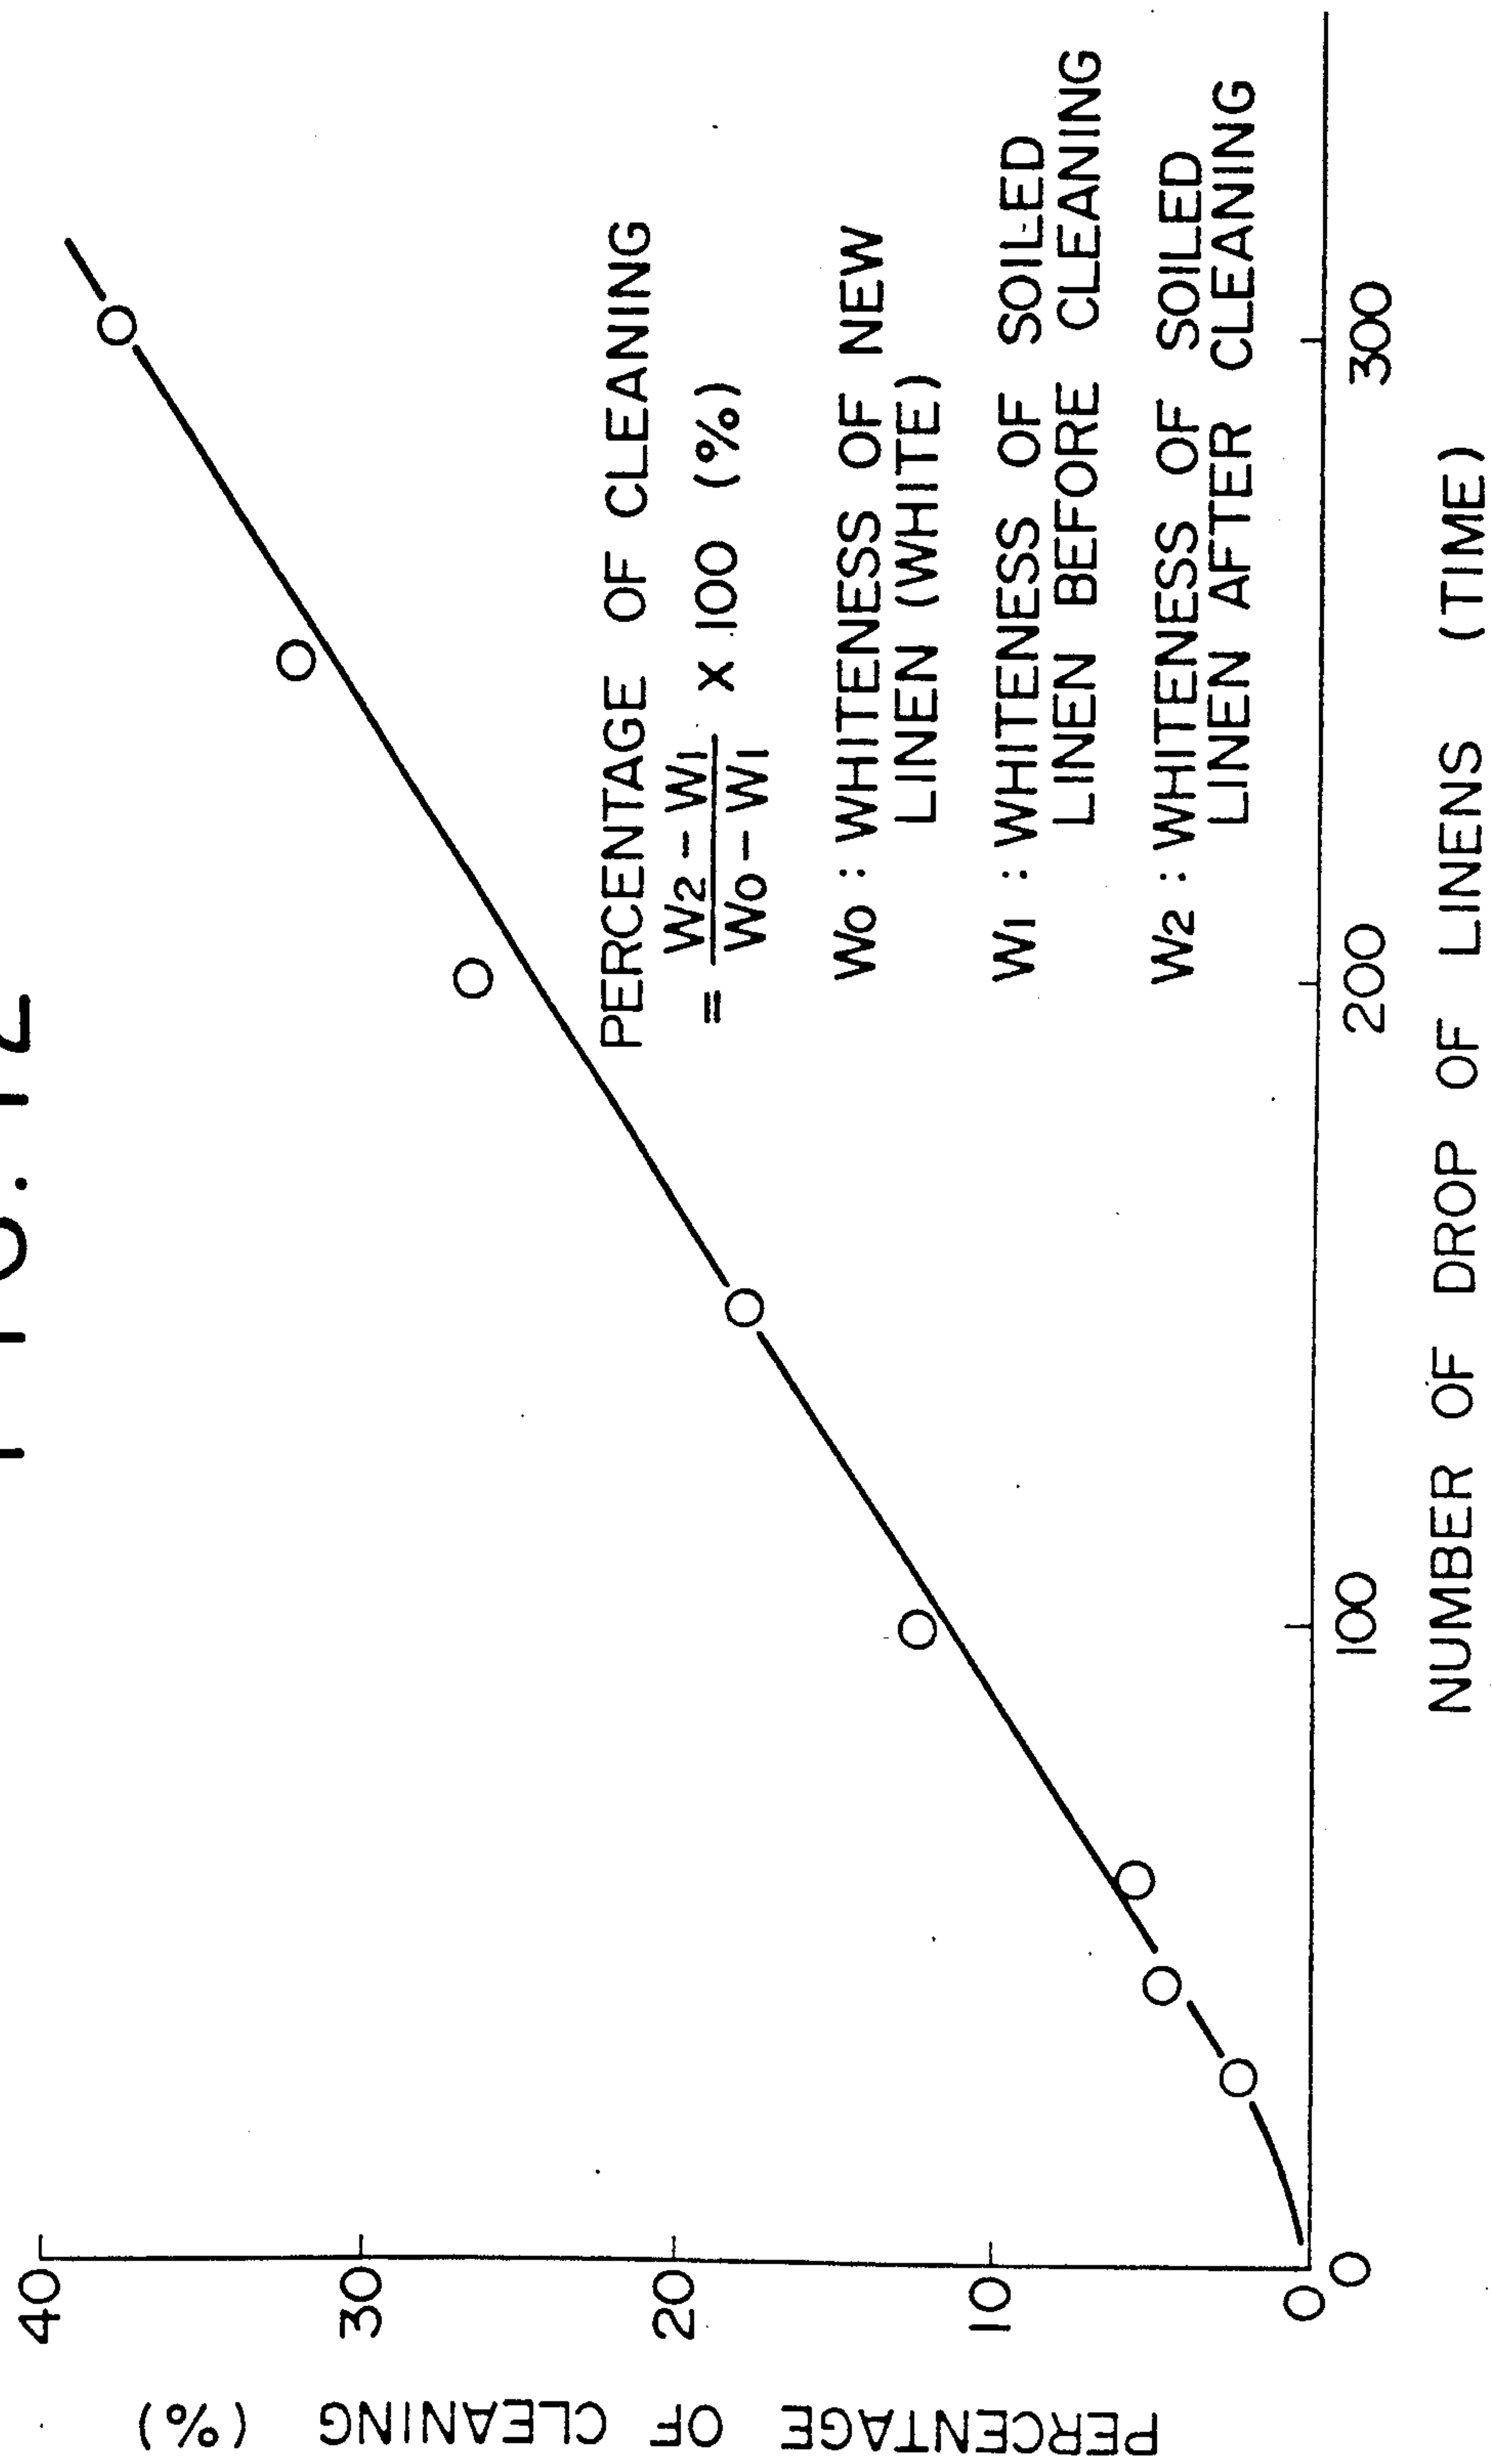 40
30
20
10
0
PERCENTAGE OF CLEANING (%)
PERCENTAGE OF CLEANING
= W2 - W1 / W0 - W1 X 100 (%)
W0 : WHITENESS OF NEW
LINEN (WHITE)
W1 : WHITENESS OF SOILED
LINEN BEFORE CLEANING
W2 : WHITENESS OF SOILED
LINEN AFTER CLEANING
0
100
200
300
NUMBER OF DROP OF LINENS (TIME)